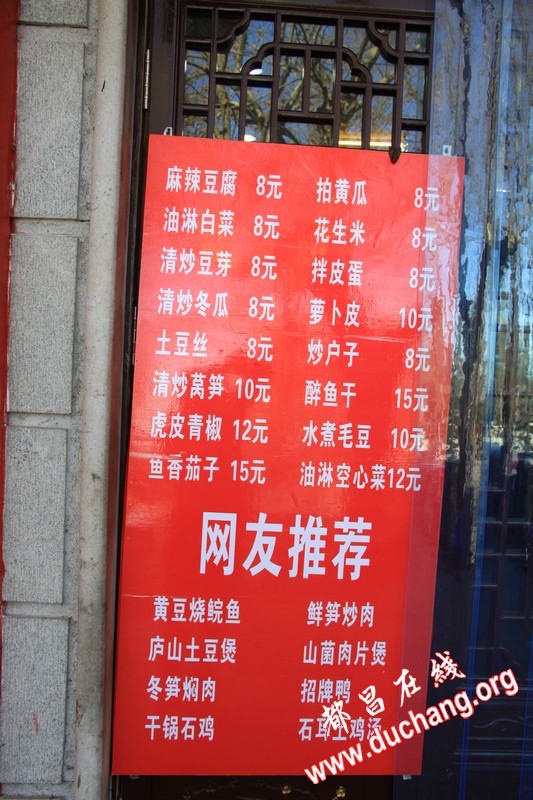 麻辣豆腐 8元 拍黄瓜 8元
油淋白菜 8元 花生米 8元
清炒豆芽 8元 拌皮蛋 8元
清炒冬瓜 8元 萝卜皮 10元
土豆丝 8元 炒户子 8元
清炒莴笋 10元 醉鱼干 15元
虎皮青椒 12元 水煮毛豆 10元
鱼香茄子 15元 油淋空心菜12元
网友推荐
黄豆烧鲩鱼 鲜笋炒肉
庐山土豆煲 山菌肉片煲
冬笋焖肉 招牌鸭
干锅石鸡 石耳土鸡汤
都昌在线
www.duchang.org